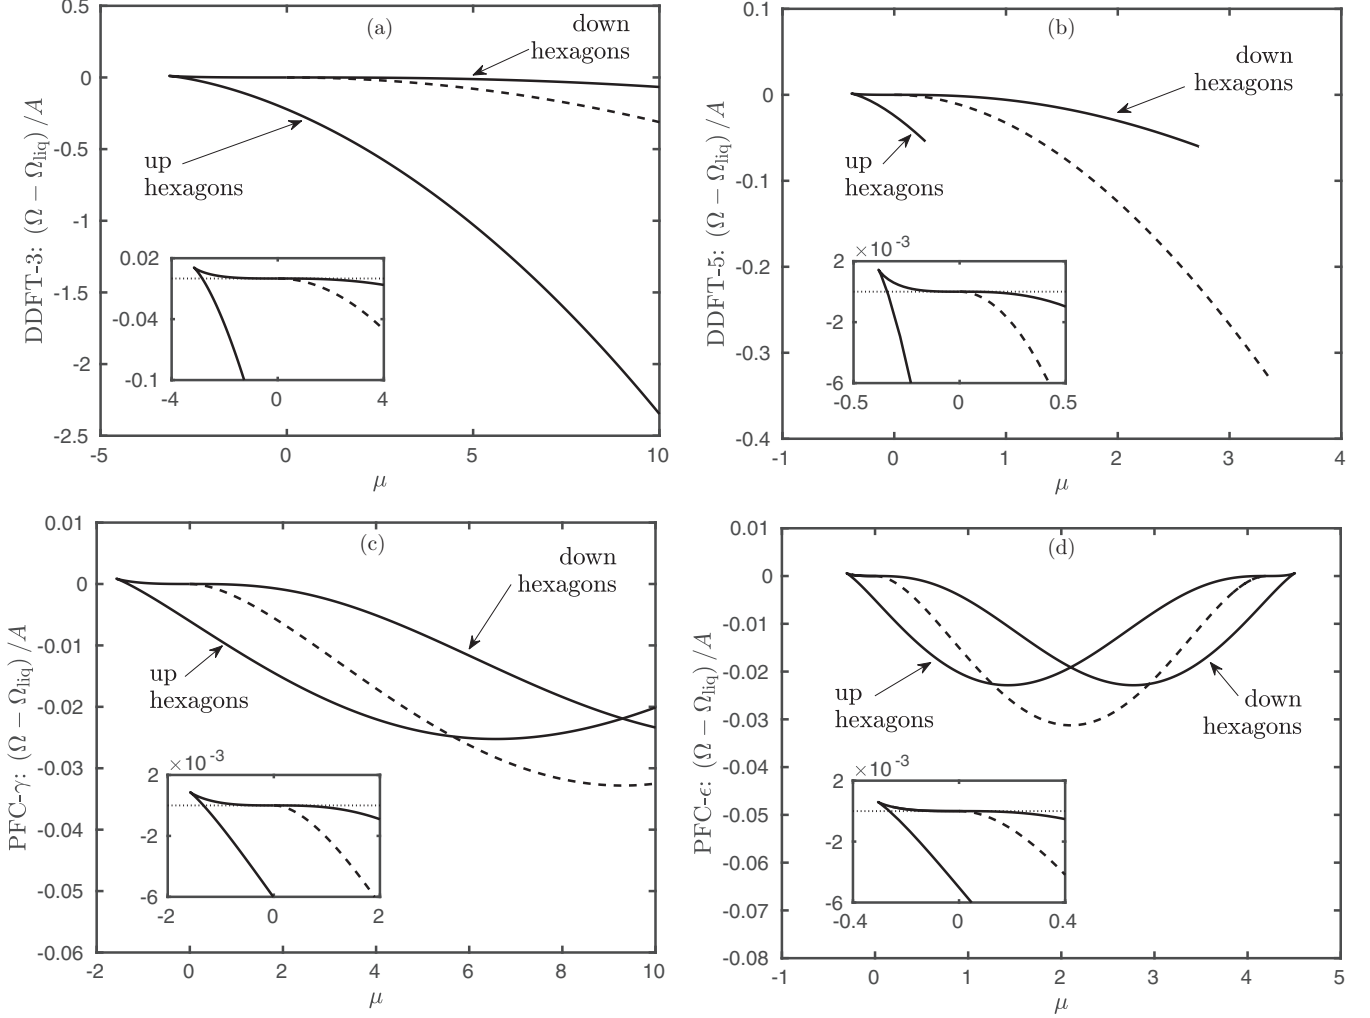 0.5
0
-0.5
-1
-1.5
-2
-2.5
-5
0
5
10
μ
DDFT-3: (Ω − Ω_liq) /A
(a)
down
hexagons
up
hexagons
0.02
-0.04
-0.1
-4
0
4
0.1
0
-0.1
-0.2
-0.3
-0.4
-1
0
1
2
3
4
μ
DDFT-5: (Ω − Ω_liq) /A
(b)
down
hexagons
up
hexagons
×10⁻³
2
-2
-6
-0.5
0
0.5
0.01
0
-0.01
-0.02
-0.03
-0.04
-0.05
-0.06
-2
0
2
4
6
8
10
μ
PFC-γ: (Ω − Ω_liq) /A
(c)
down
hexagons
up
hexagons
×10⁻³
2
-2
-6
-2
0
2
0.01
0
-0.01
-0.02
-0.03
-0.04
-0.05
-0.06
-0.07
-0.08
-1
0
1
2
3
4
5
μ
PFC-ϵ: (Ω − Ω_liq) /A
(d)
up
hexagons
down
hexagons
×10⁻³
2
-2
-6
-0.4
0
0.4